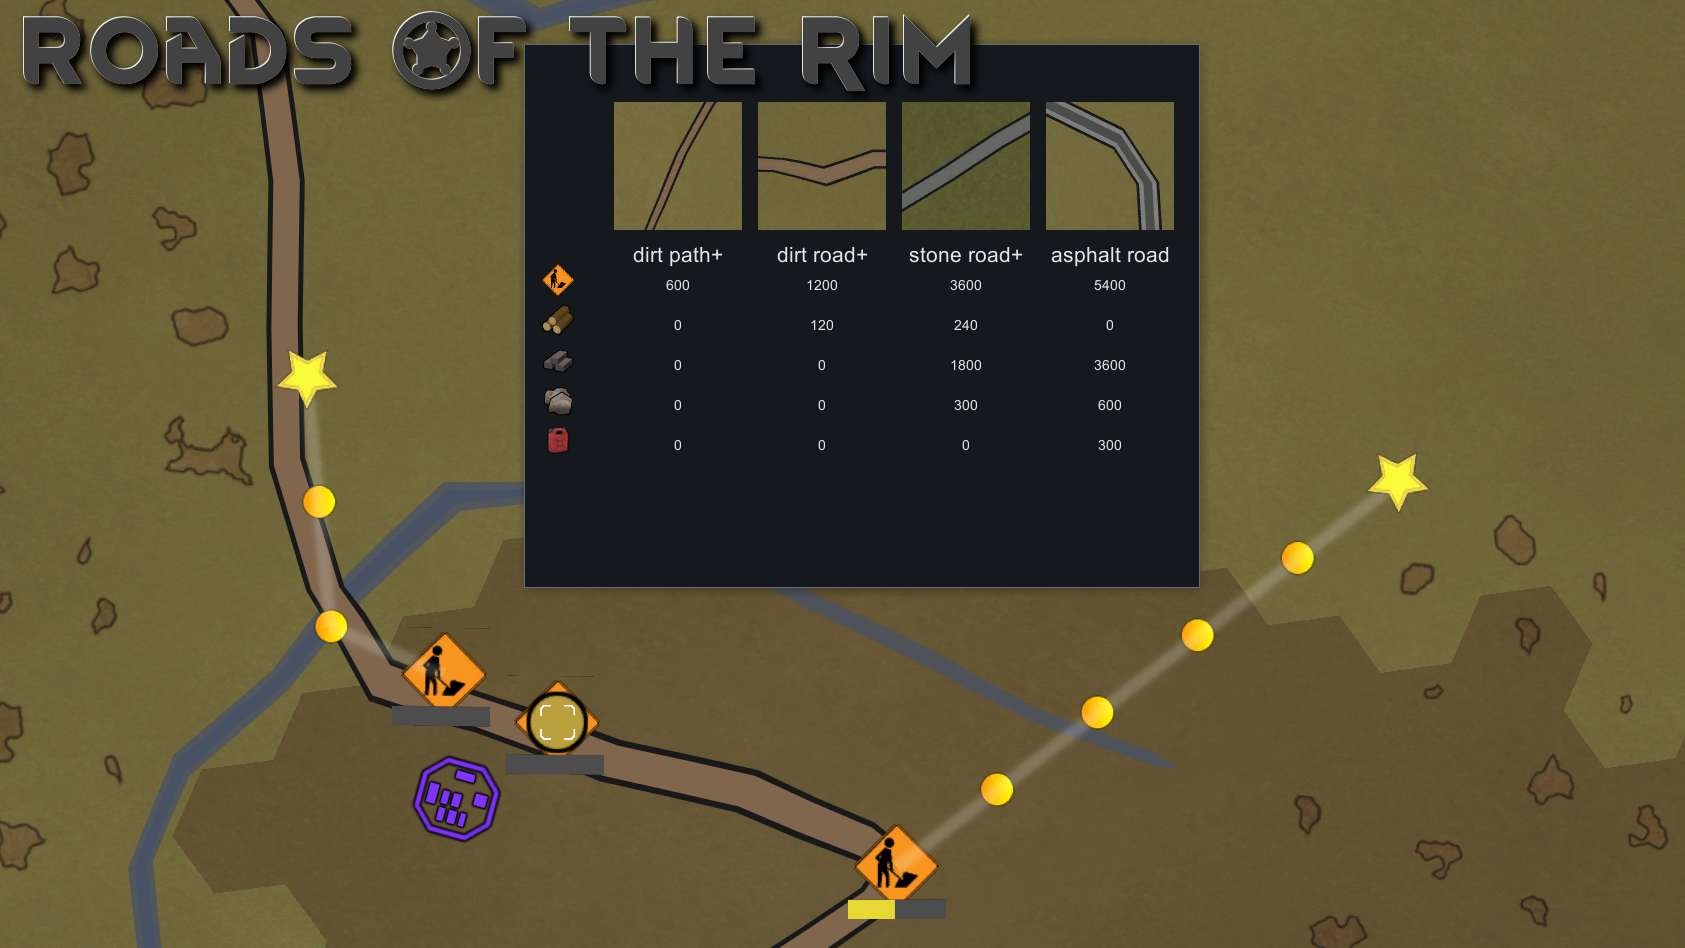 ROADS OF THE RIM
dirt path+ dirt road+ stone road+ asphalt road
600 1200 3600 5400
0 120 240 0
0 0 1800 3600
0 0 300 600
0 0 0 300